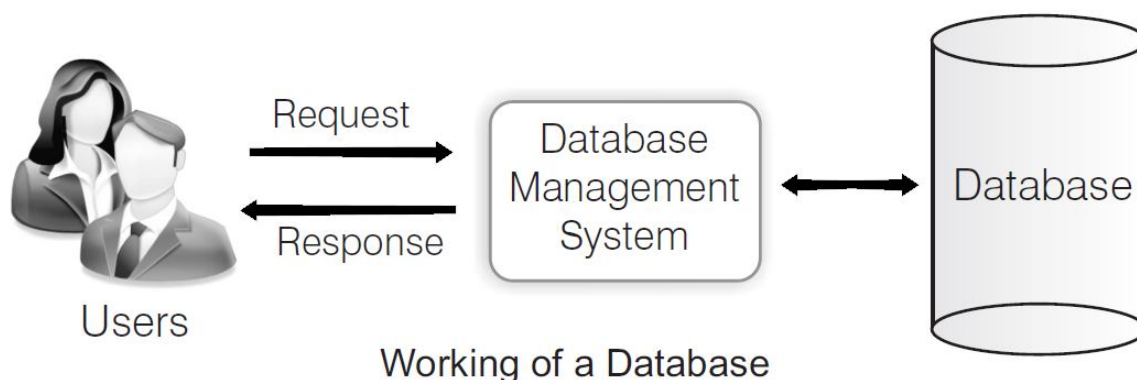 Request
Response
Users
Database
Management
System
Database
Working of a Database